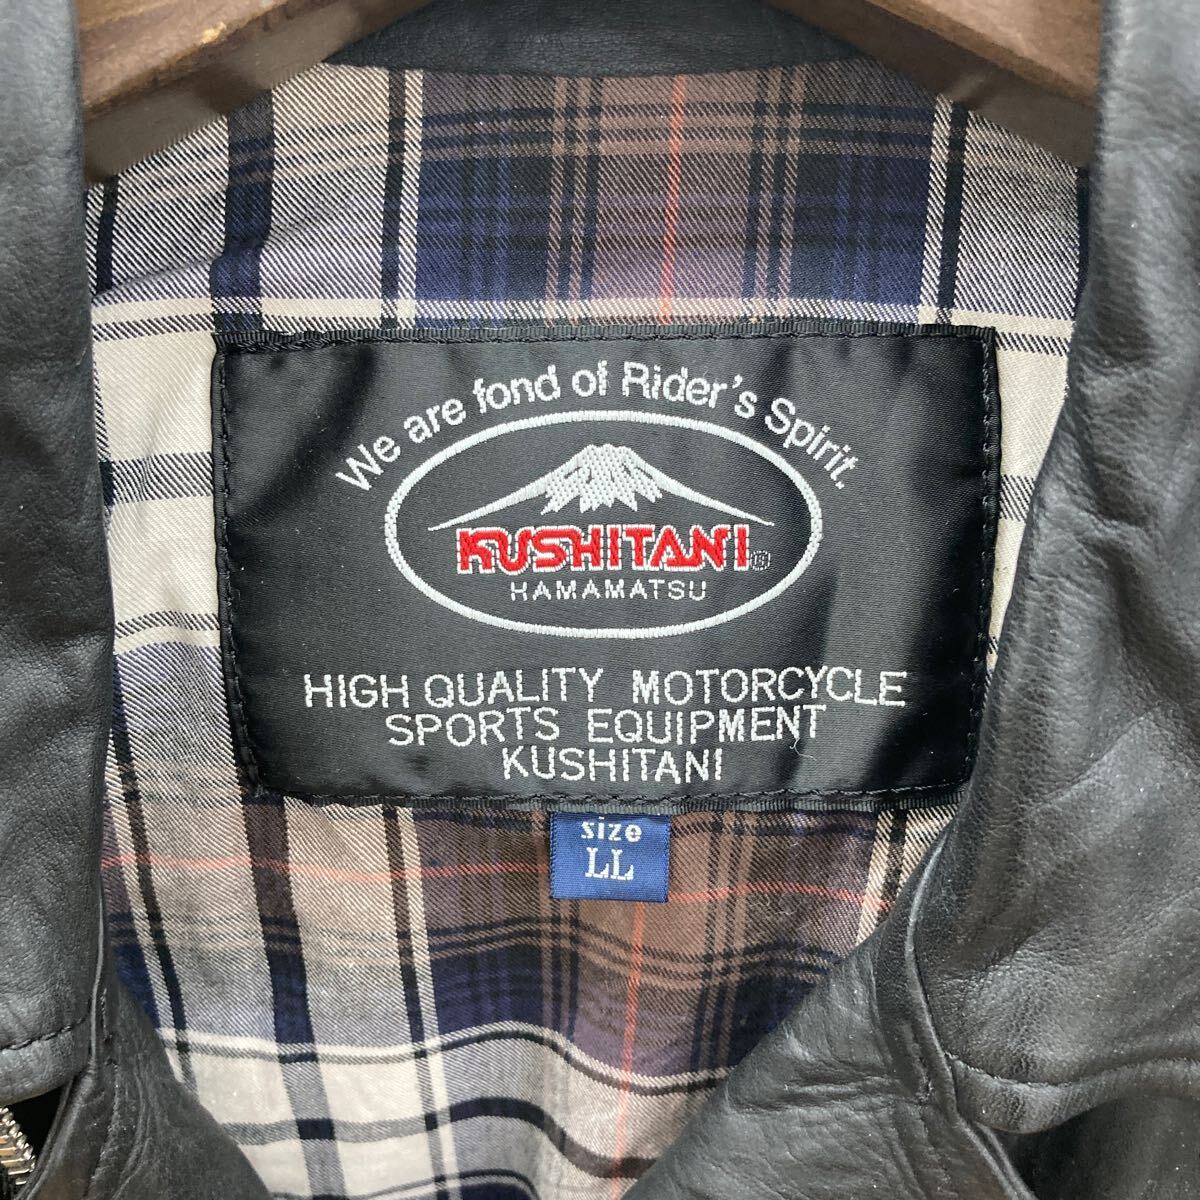 We are fond of Rider's Spirit.
KUSHITANI®
HAMAMATSU
HIGH QUALITY MOTORCYCLE
SPORTS EQUIPMENT
KUSHITANI
size
LL